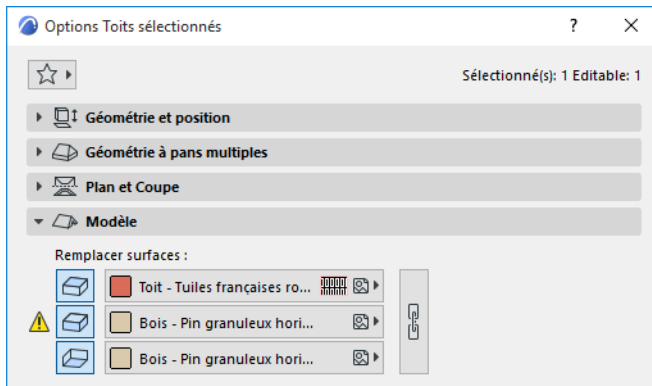 Options Toits sélectionnés
Sélectionné(s): 1 Editable: 1
Géométrie et position
Géométrie à pans multiples
Plan et Coupe
Modèle
Remplacer surfaces :
Toit - Tuiles françaises ro...
Bois - Pin granuleux hori...
Bois - Pin granuleux hori...